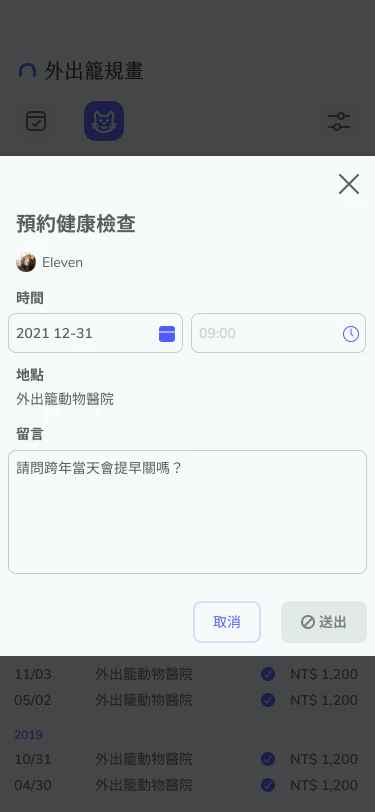 外出籠規畫
預約健康檢查
Eleven
時間
2021 12-31
09:00
地點
外出籠動物醫院
留言
請問跨年當天會提早關嗎？
取消
送出
11/03 外出籠動物醫院 NT$ 1,200
05/02 外出籠動物醫院 NT$ 1,200
2019
10/31 外出籠動物醫院 NT$ 1,200
04/30 外出籠動物醫院 NT$ 1,200